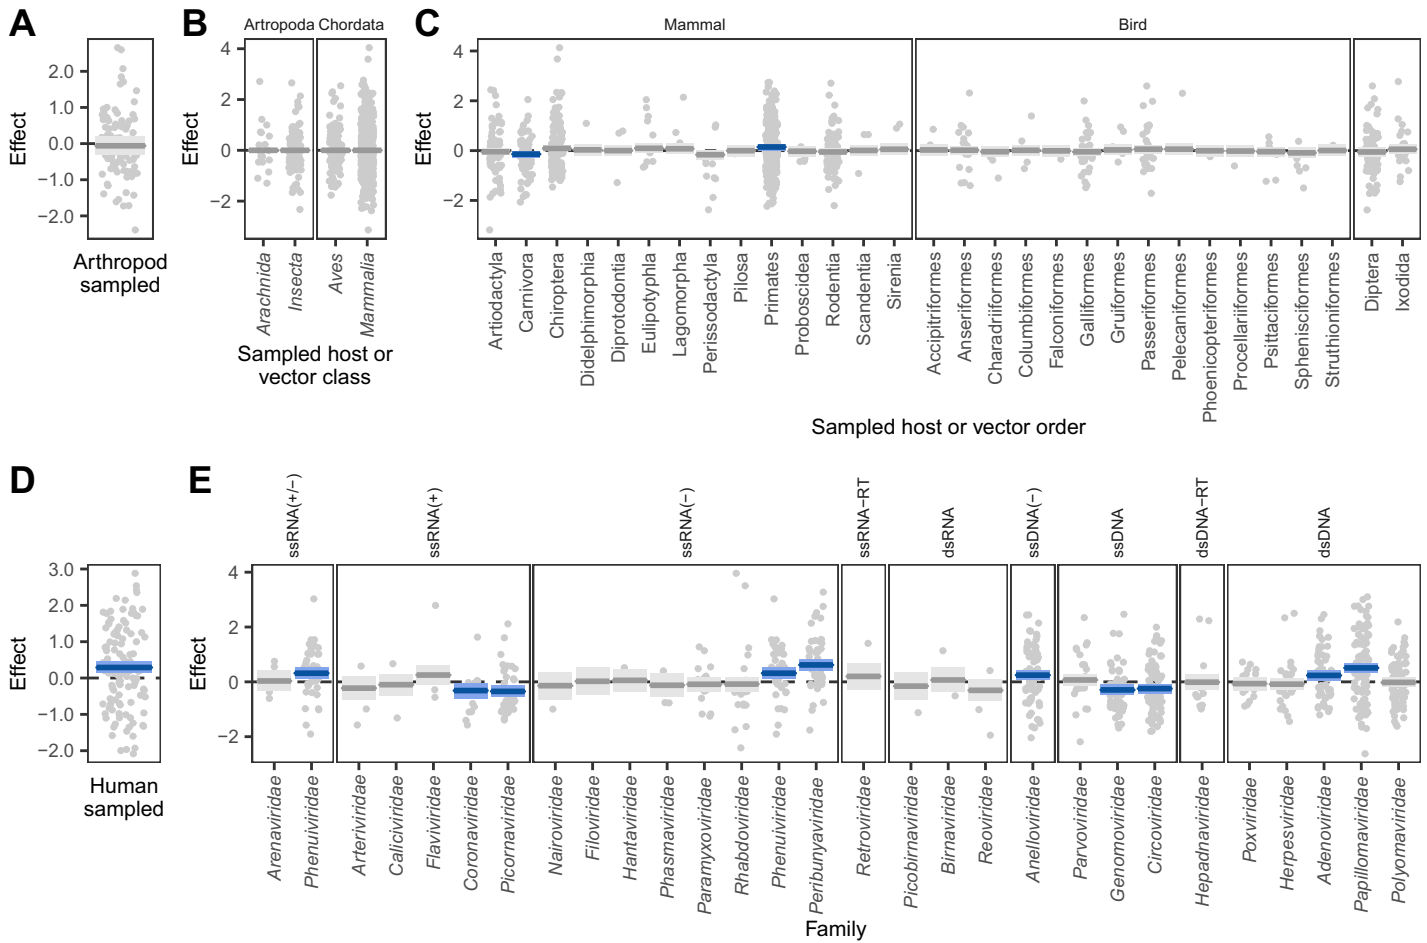 A
Effect
2.0
1.0
0.0
−1.0
−2.0
Arthropod
sampled
B
Artropoda Chordata
Effect
4
2
0
−2
Arachnida
Insecta
Aves
Mammalia
Sampled host or
vector class
C
Mammal
Bird
Effect
4
2
0
−2
Artiodactyla
Carnivora
Chiroptera
Didelphimorphia
Diprotodontia
Eulipotyphla
Lagomorpha
Perissodactyla
Pilosa
Primates
Proboscidea
Rodentia
Scandentia
Sirenia
Accipitriformes
Anseriformes
Charadriiformes
Columbiformes
Falconiformes
Galliformes
Gruiformes
Passeriformes
Pelecaniformes
Phoenicopteriformes
Procellariiformes
Psittaciformes
Sphenisciformes
Struthioniformes
Diptera
Ixodida
Sampled host or vector order
D
Effect
3.0
2.0
1.0
0.0
−1.0
−2.0
Human
sampled
E
ssRNA(+/−)
ssRNA(+)
ssRNA(−)
ssRNA−RT
dsRNA
ssDNA(−)
ssDNA
dsDNA−RT
dsDNA
Effect
4
2
0
−2
Arenaviridae
Phenuiviridae
Arteriviridae
Caliciviridae
Flaviviridae
Coronaviridae
Picornaviridae
Nairoviridae
Filoviridae
Hantaviridae
Phasmaviridae
Paramyxoviridae
Rhabdoviridae
Phenuiviridae
Peribunyaviridae
Retroviridae
Picobirnaviridae
Birnaviridae
Reoviridae
Anelloviridae
Parvoviridae
Genomoviridae
Circoviridae
Hepadnaviridae
Poxviridae
Herpesviridae
Adenoviridae
Papillomaviridae
Polyomaviridae
Family